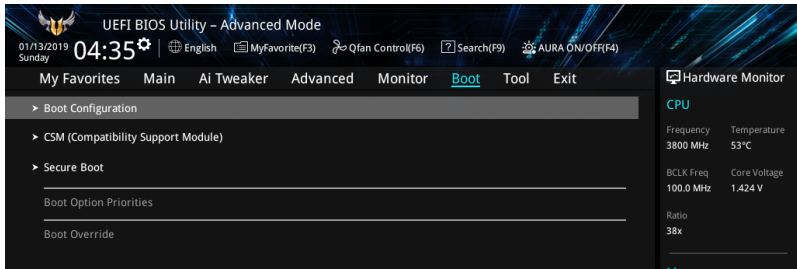 UEFI BIOS Utility – Advanced Mode
01/13/2019
Sunday
04:35
English
MyFavorite(F3)
Qfan Control(F6)
? Search(F9)
AURA ON/OFF(F4)
My Favorites Main Ai Tweaker Advanced Monitor Boot Tool Exit
Hardware Monitor
> Boot Configuration
> CSM (Compatibility Support Module)
> Secure Boot
Boot Option Priorities
Boot Override
CPU
Frequency Temperature
3800 MHz 53°C
BCLK Freq Core Voltage
100.0 MHz 1.424 V
Ratio
38x